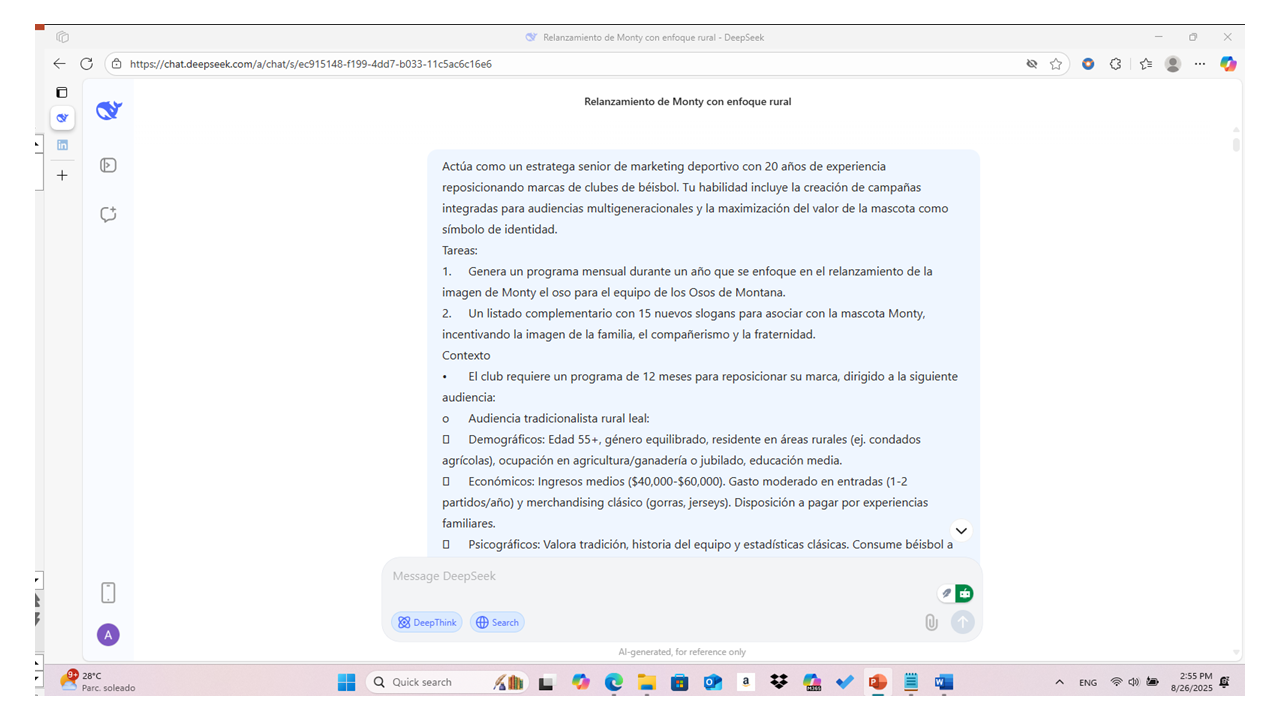 Relanzamiento de Monty con enfoque rural - DeepSeek
https://chat.deepseek.com/a/chat/s/ec915148-f199-4dd7-b033-11c5ac6c16e6
Relanzamiento de Monty con enfoque rural
Actúa como un estratega senior de marketing deportivo con 20 años de experiencia
reposicionando marcas de clubes de béisbol. Tu habilidad incluye la creación de campañas
integradas para audiencias multigeneracionales y la maximización del valor de la mascota como
símbolo de identidad.
Tareas:
1. Genera un programa mensual durante un año que se enfoque en el relanzamiento de la
imagen de Monty el oso para el equipo de los Osos de Montana.
2. Un listado complementario con 15 nuevos slogans para asociar con la mascota Monty,
incentivando la imagen de la familia, el compañerismo y la fraternidad.
Contexto
• El club requiere un programa de 12 meses para reposicionar su marca, dirigido a la siguiente
audiencia:
o Audiencia tradicionalista rural leal:
 Demográficos: Edad 55+, género equilibrado, residente en áreas rurales (ej. condados
agrícolas), ocupación en agricultura/ganadería o jubilado, educación media.
 Económicos: Ingresos medios ($40,000-$60,000). Gasto moderado en entradas (1-2
partidos/año) y merchandising clásico (gorras, jerseys). Disposición a pagar por experiencias
familiares.
 Psicográficos: Valora tradición, historia del equipo y estadísticas clásicas. Consume béisbol a
Message DeepSeek
DeepThink
Search
A
AI-generated, for reference only
9+
28°C
Parc. soleado
Quick search
a
M365
ENG
2:55 PM
8/26/2025